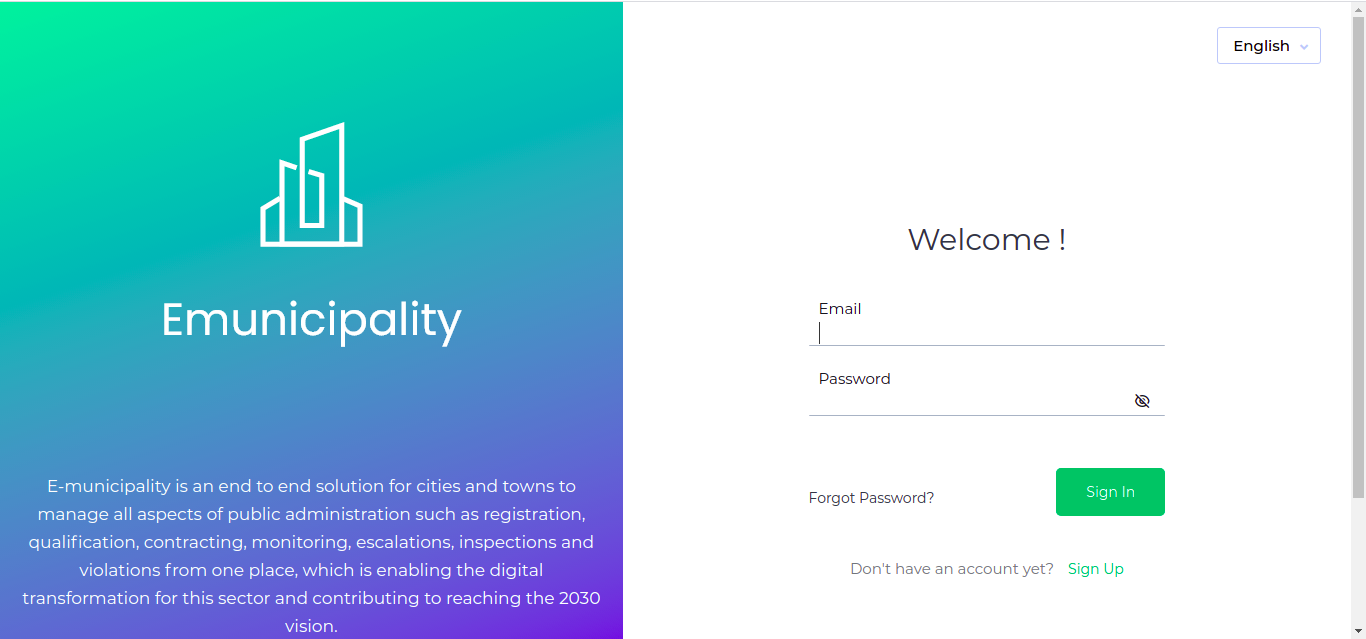 English
Emunicipality
E-municipality is an end to end solution for cities and towns to
manage all aspects of public administration such as registration,
qualification, contracting, monitoring, escalations, inspections and
violations from one place, which is enabling the digital
transformation for this sector and contributing to reaching the 2030
vision.
Welcome !
Email
Password
Forgot Password?
Sign In
Don't have an account yet? Sign Up